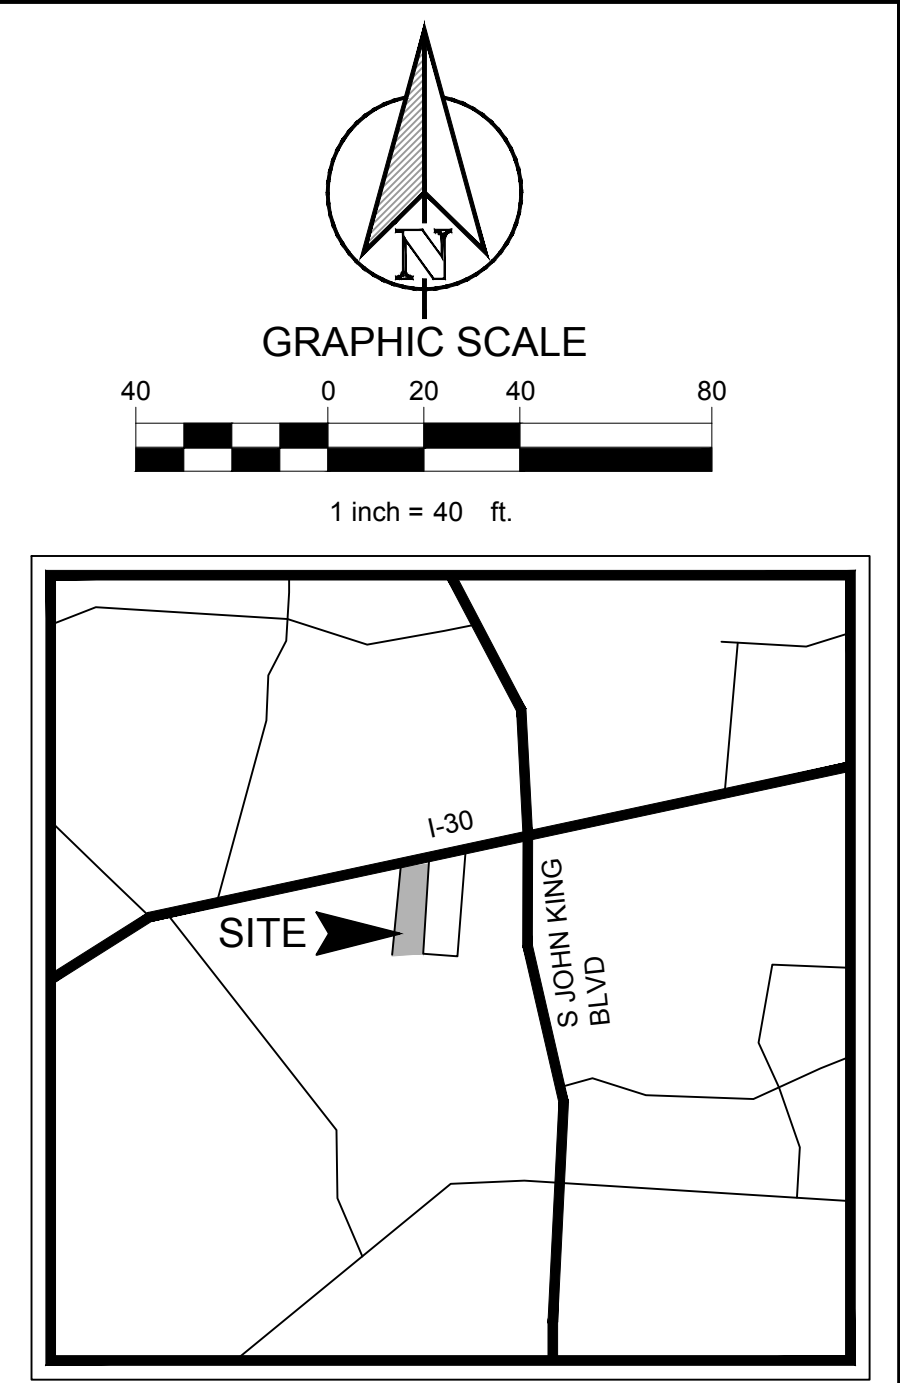 N
GRAPHIC SCALE
40 0 20 40 80
1 inch = 40 ft.
I-30
SITE
S JOHN KING
BLVD